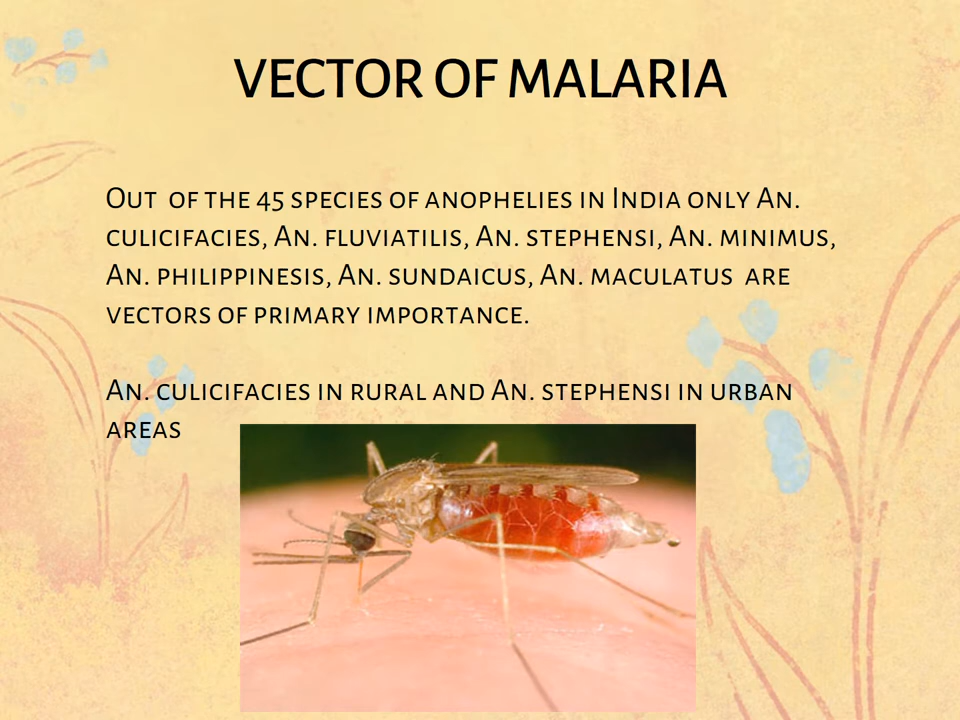 VECTOR OF MALARIA
Out of the 45 species of anophelies in India only An.
culicifacies, An. fluviatilis, An. stephensi, An. minimus,
An. philippinesis, An. sundaicus, An. maculatus are
vectors of primary importance.
An. culicifacies in rural and An. stephensi in urban
areas